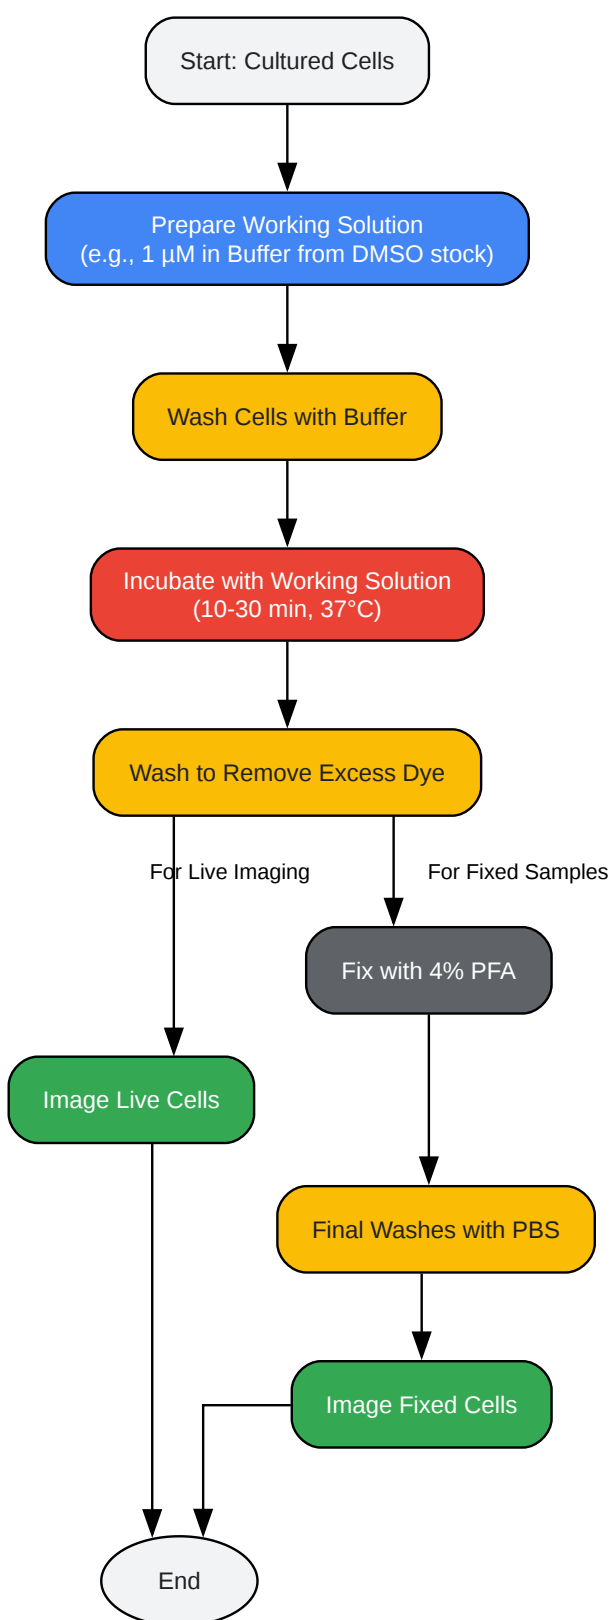 Start: Cultured Cells
Prepare Working Solution
(e.g., 1 µM in Buffer from DMSO stock)
Wash Cells with Buffer
Incubate with Working Solution
(10-30 min, 37°C)
Wash to Remove Excess Dye
For Live Imaging
For Fixed Samples
Fix with 4% PFA
Image Live Cells
Final Washes with PBS
Image Fixed Cells
End